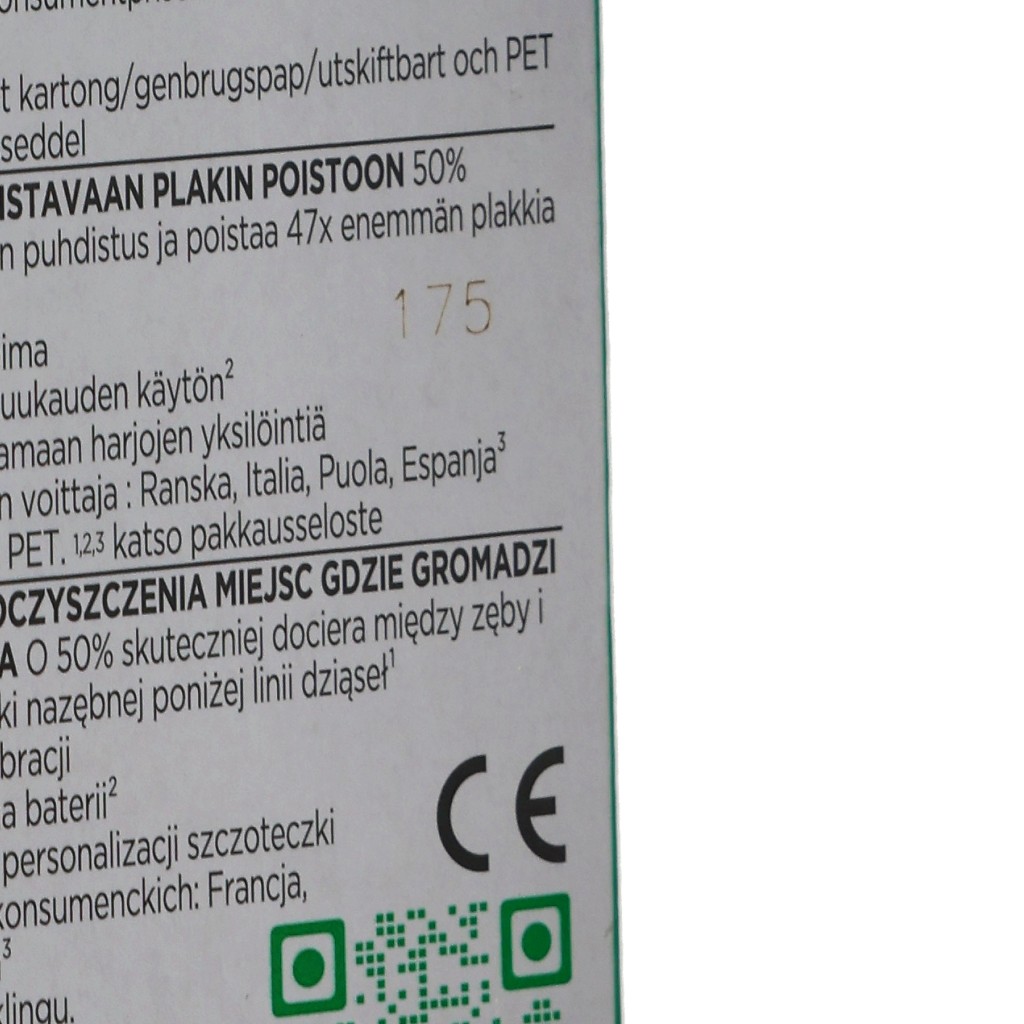 t kartong/genbrugspap/utskiftbart och PET
seddel
ISTAVAAN PLAKIN POISTOON 50%
n puhdistus ja poistaa 47x enemmän plakkia
175
ima
uukauden käytön²
amaan harjojen yksilöintiä
n voittaja : Ranska, Italia, Puola, Espanja³
PET. ¹,²,³ katso pakkausseloste
OCZYSZCZENIA MIEJSC GDZIE GROMADZI
A O 50% skuteczniej dociera między zęby i
ki nazębnej poniżej linii dziąseł¹
bracji
a baterii²
personalizacji szczoteczki
konsumenckich: Francja,
³
klingu.
CE